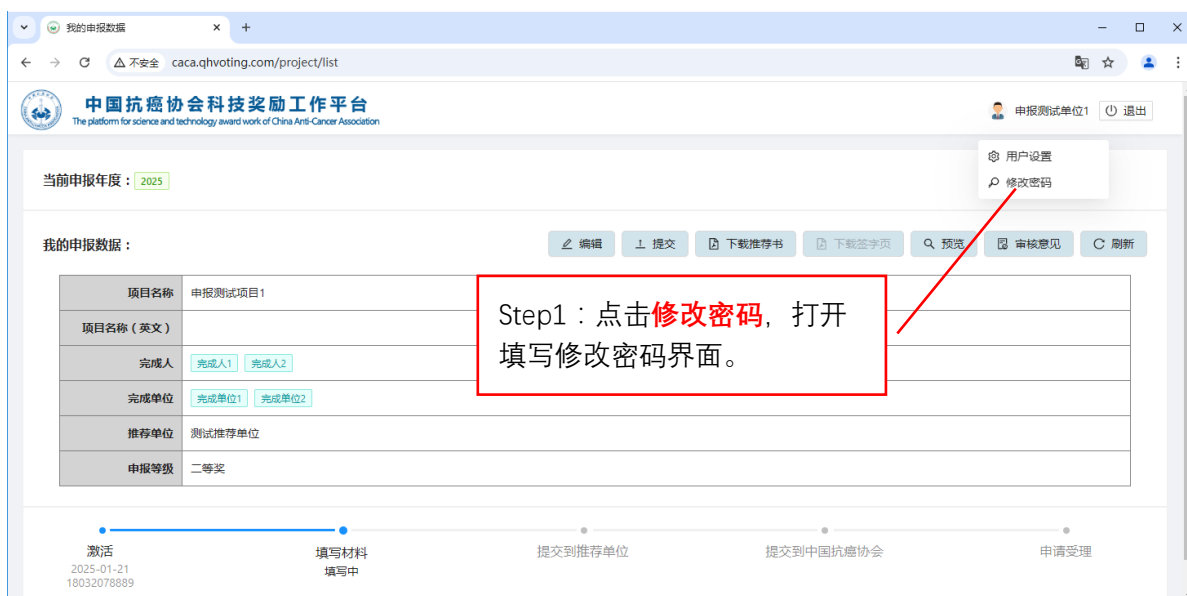 我的申报数据
不安全 caca.qhvoting.com/project/list
中国抗癌协会科技奖励工作平台
The platform for science and technology award work of China Anti-Cancer Association
申报测试单位1 退出
用户设置
修改密码
当前申报年度：2025
我的申报数据：
编辑 提交 下载推荐书 下载签字页 预览 审核意见 刷新
项目名称 申报测试项目1
项目名称（英文）
完成人 完成人1 完成人2
完成单位 完成单位1 完成单位2
推荐单位 测试推荐单位
申报等级 二等奖
Step1：点击修改密码，打开
填写修改密码界面。
激活 填写材料 提交到推荐单位 提交到中国抗癌协会 申请受理
2025-01-21 填写中
18032078889